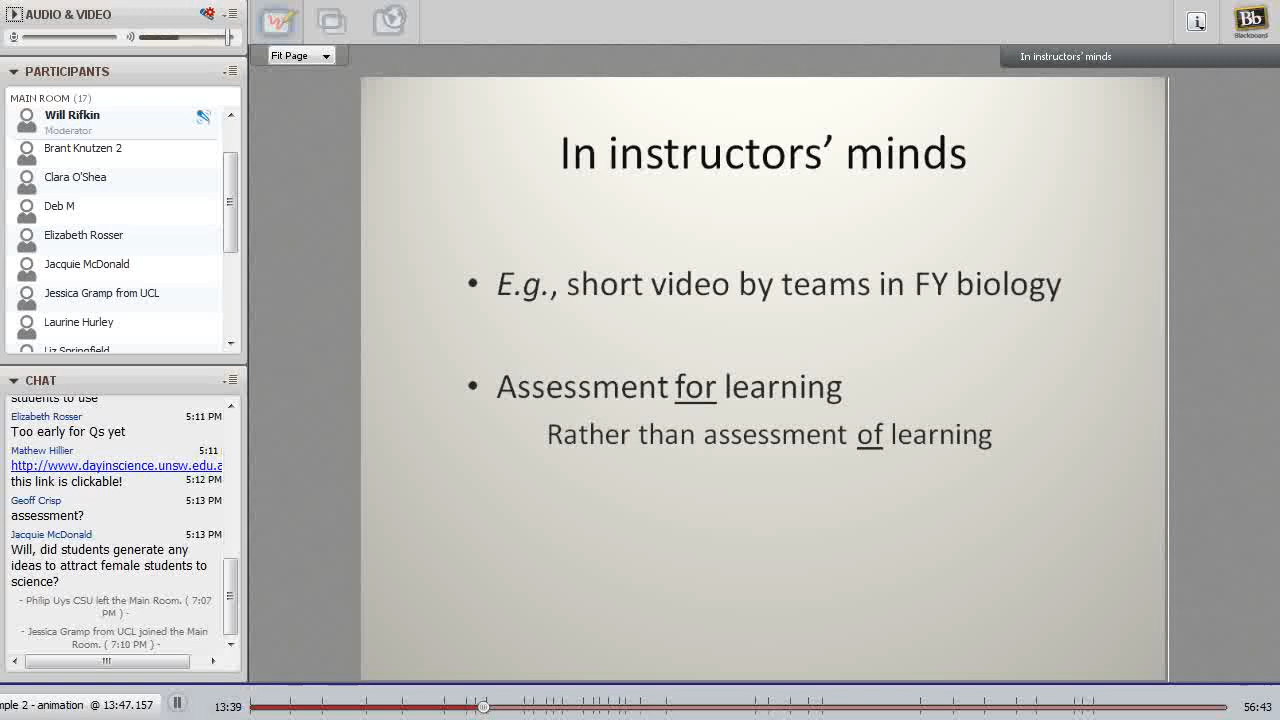 AUDIO & VIDEO
PARTICIPANTS
MAIN ROOM (17)
Will Rifkin
Moderator
Brant Knutzen 2
Clara O'Shea
Deb M
Elizabeth Rosser
Jacquie McDonald
Jessica Gramp from UCL
Laurine Hurley
Liz Springfield
CHAT
students to use
Elizabeth Rosser 5:11 PM
Too early for Qs yet
Mathew Hillier 5:11
http://www.dayinscience.unsw.edu.a
this link is clickable! 5:12 PM
Geoff Crisp 5:13 PM
assessment?
Jacquie McDonald 5:13 PM
Will, did students generate any
ideas to attract female students to
science?
- Philip Uys CSU left the Main Room. ( 7:07
PM ) -
- Jessica Gramp from UCL joined the Main
Room. ( 7:10 PM ) -
Fit Page
In instructors' minds
Bb
Blackboard
In instructors’ minds
• E.g., short video by teams in FY biology
• Assessment for learning
Rather than assessment of learning
mple 2 - animation @ 13:47.157
13:39
56:43